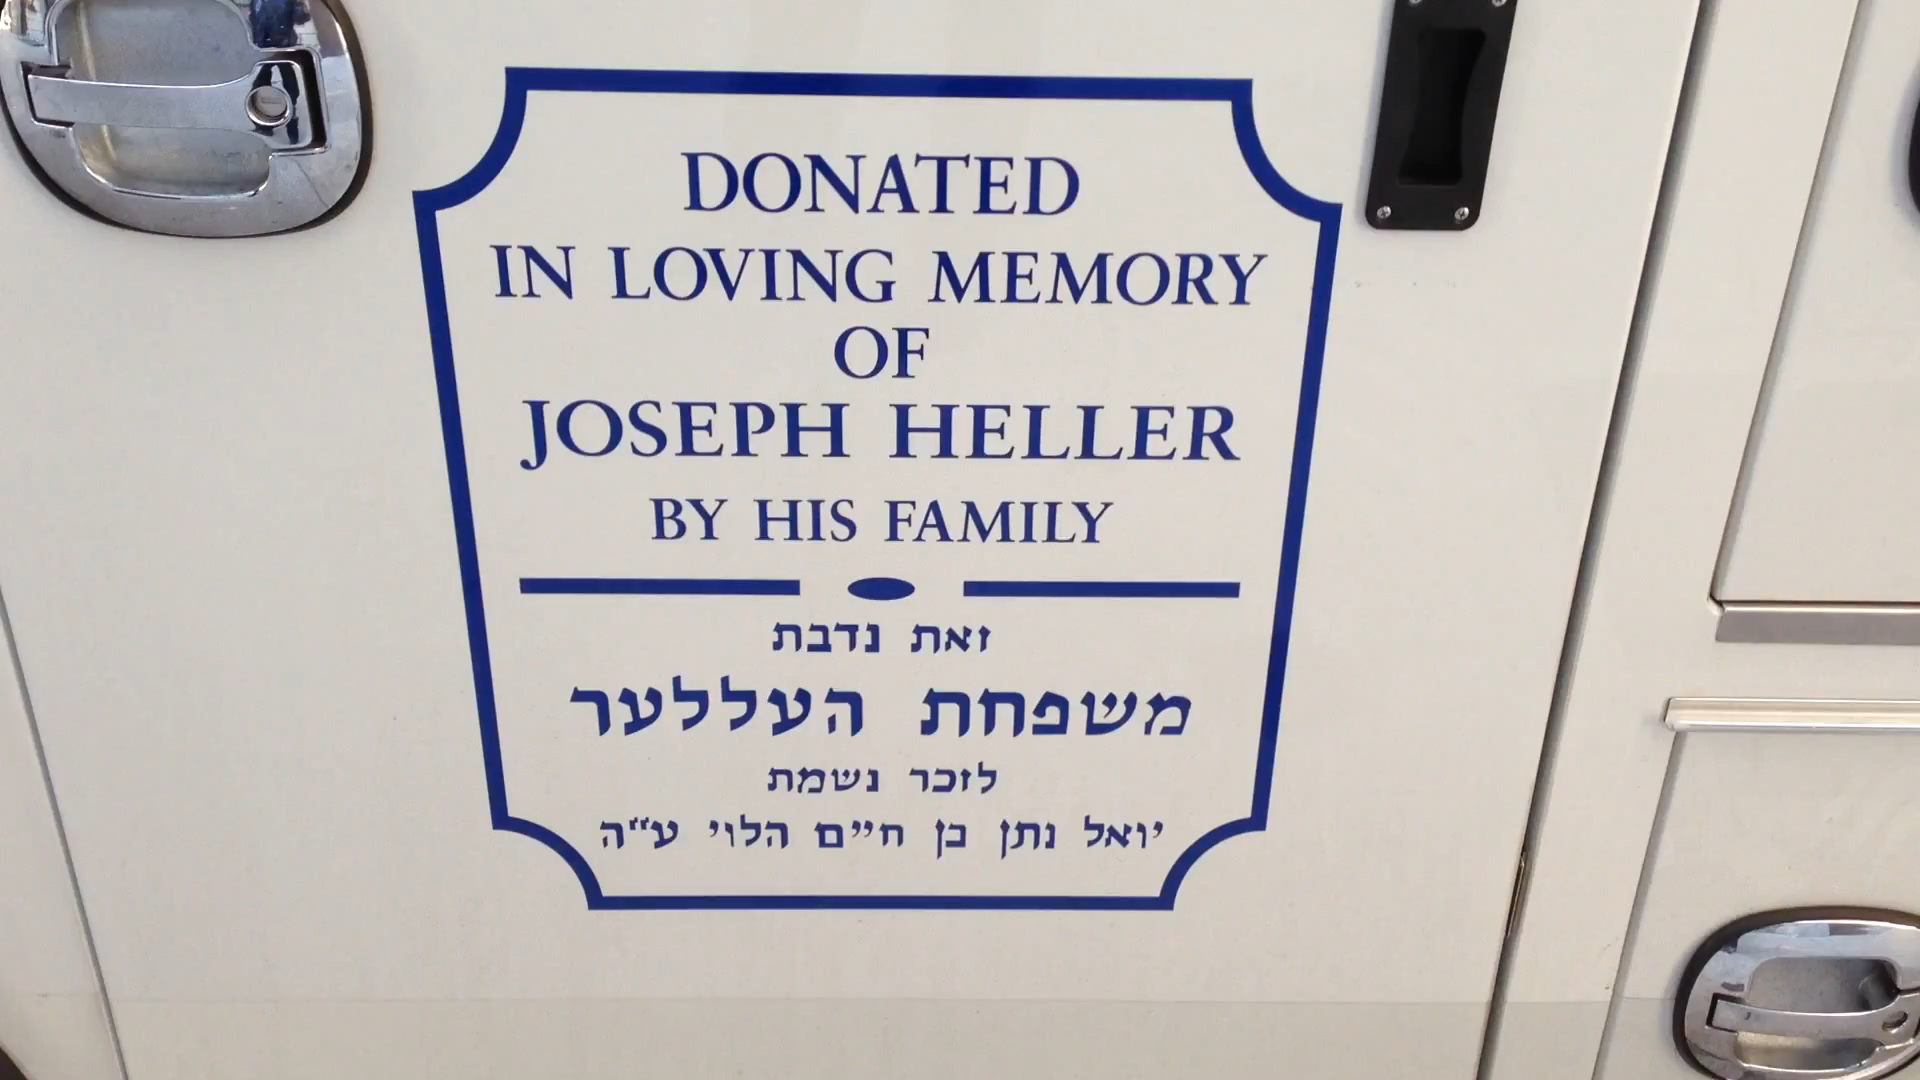 DONATED
IN LOVING MEMORY
OF
JOSEPH HELLER
BY HIS FAMILY
זאת נדבת
משפחת העללער
לזכר נשמת
יואל נתן בן חיים הלוי ע"ה